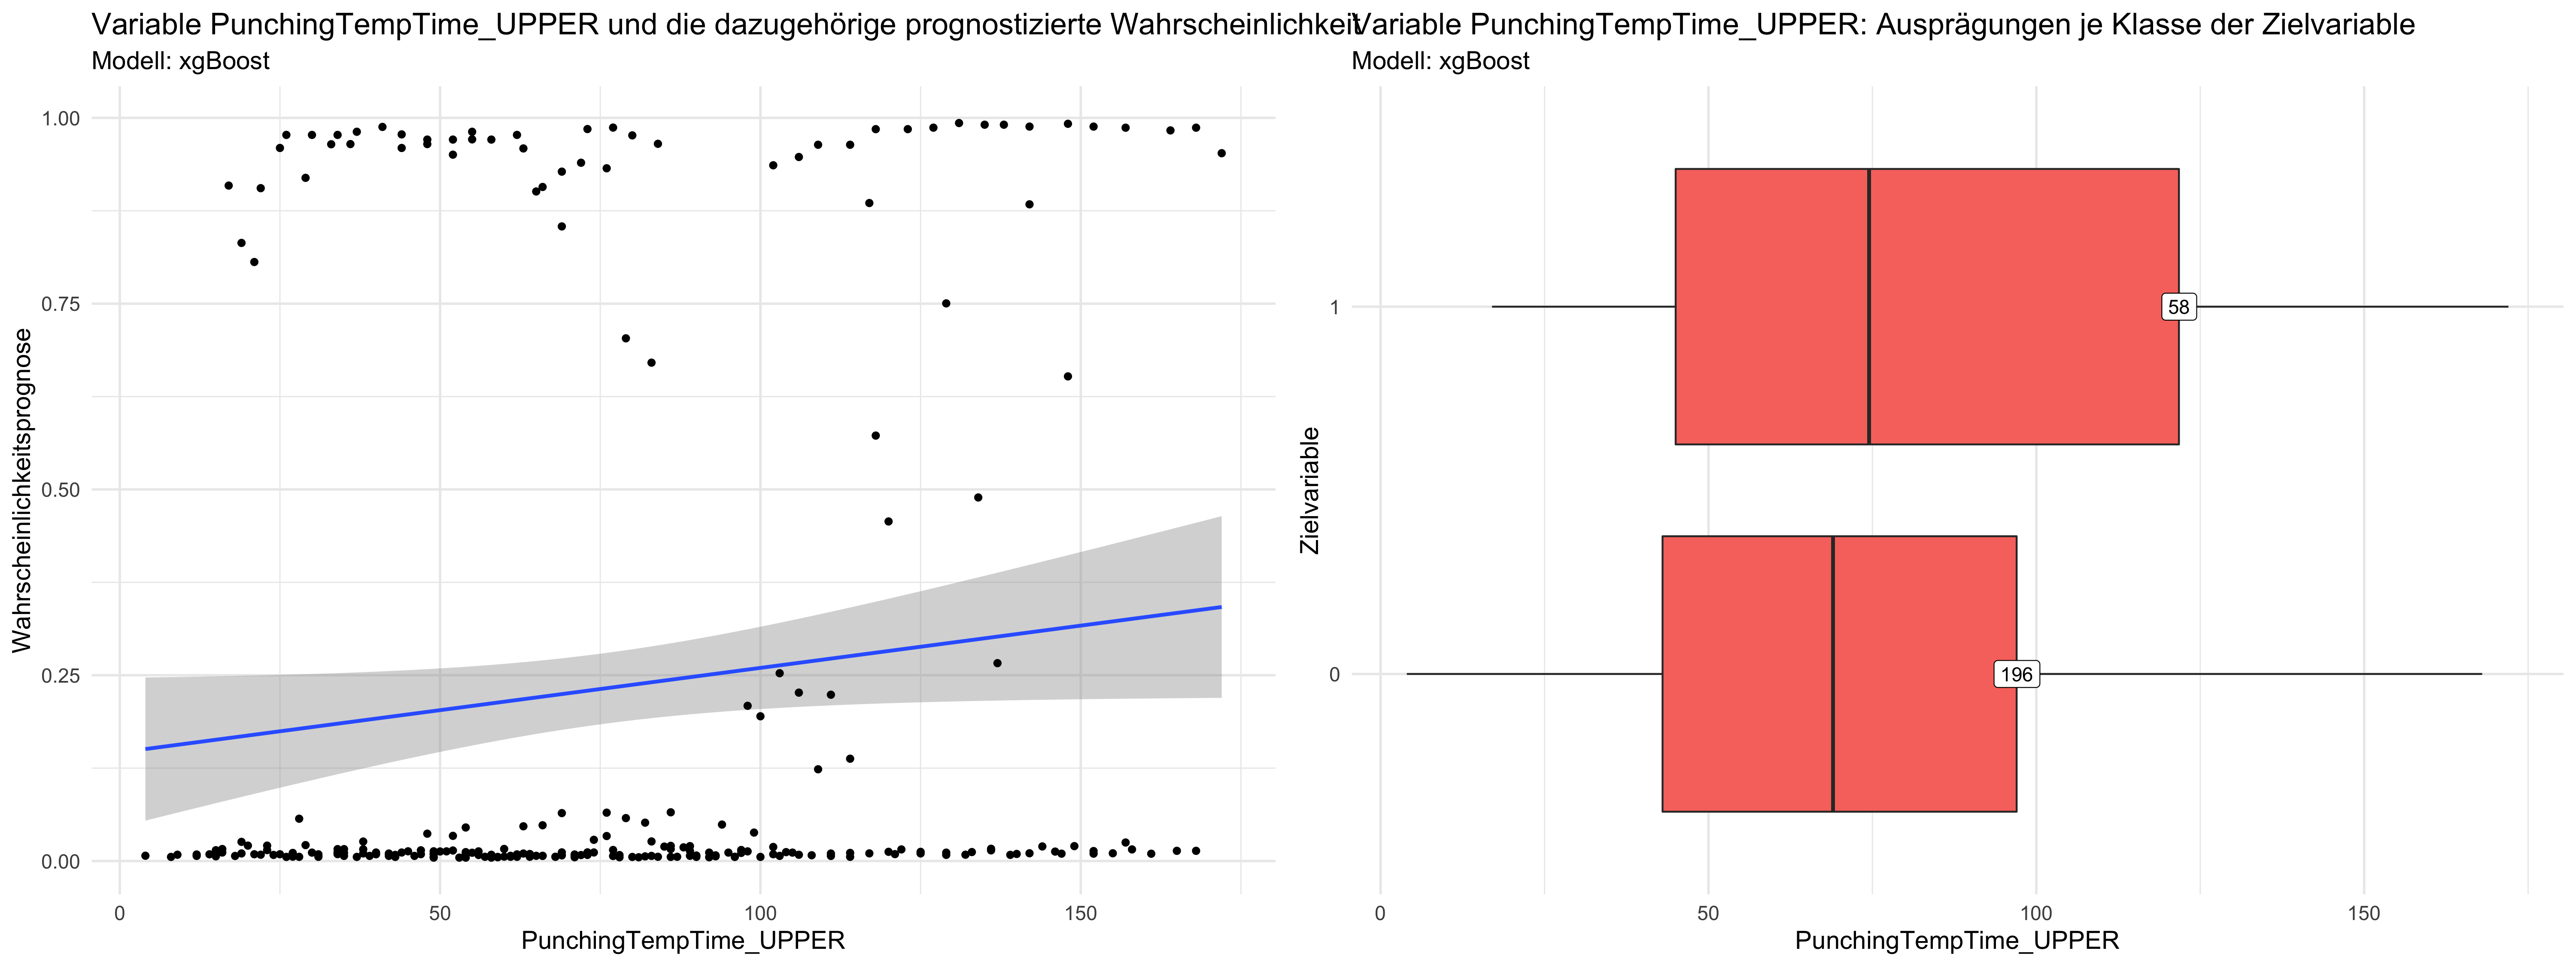 Variable PunchingTempTime_UPPER und die dazugehörige prognostizierte Wahrscheinlichkeit
Modell: xgBoost
1.00
0.75
0.50
0.25
0.00
Wahrscheinlichkeitsprognose
0 50 100 150
PunchingTempTime_UPPER
Variable PunchingTempTime_UPPER: Ausprägungen je Klasse der Zielvariable
Modell: xgBoost
1
0
Zielvariable
58
196
0 50 100 150
PunchingTempTime_UPPER